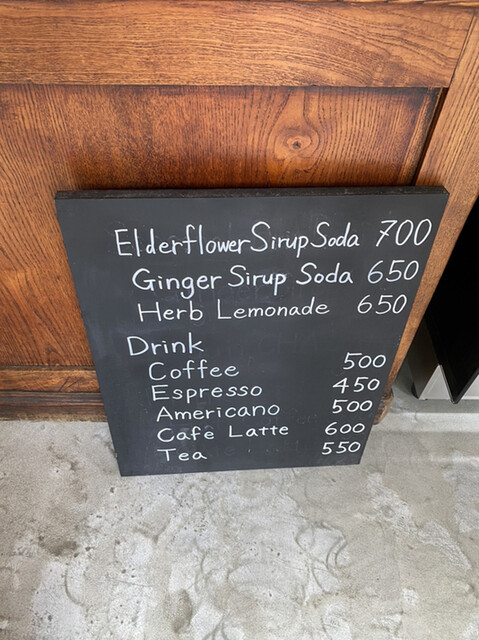 Elderflower Sirup Soda 700
Ginger Sirup Soda 650
Herb Lemonade 650
Drink
Coffee 500
Espresso 450
Americano 500
Cafe Latte 600
Tea 550